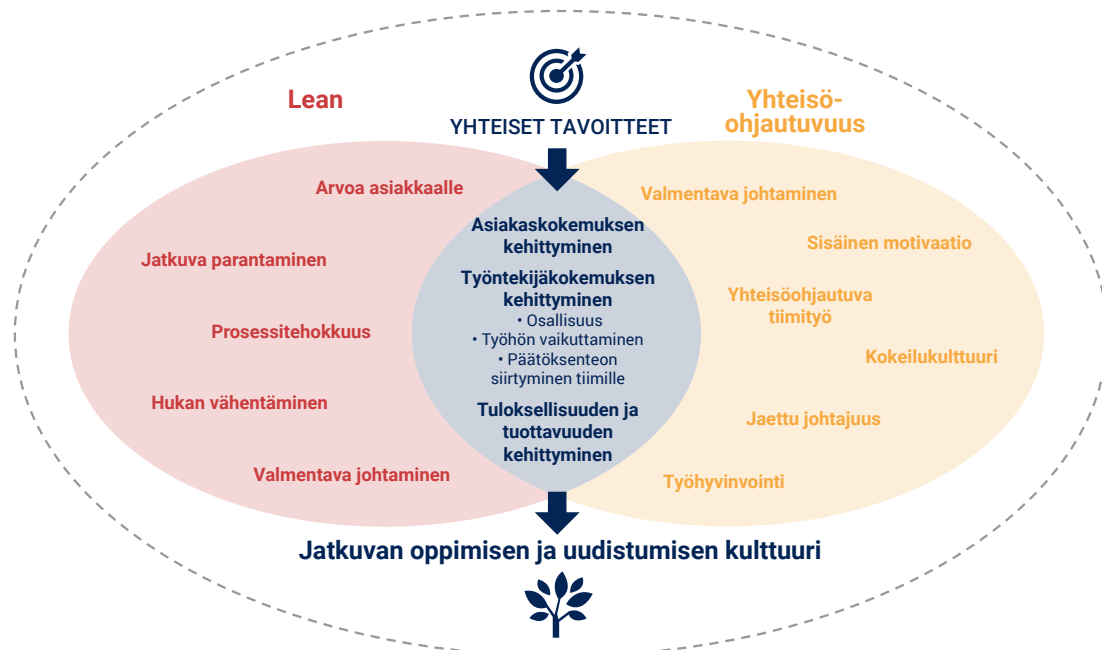 Lean
Yhteisö-
ohjautuvuus
YHTEISET TAVOITTEET
Arvoa asiakkaalle
Jatkuva parantaminen
Prosessitehokkuus
Hukan vähentäminen
Valmentava johtaminen
Asiakaskokemuksen
kehittyminen
Työntekijäkokemuksen
kehittyminen
• Osallisuus
• Työhön vaikuttaminen
• Päätöksenteon
siirtyminen tiimille
Tuloksellisuuden ja
tuottavuuden
kehittyminen
Valmentava johtaminen
Sisäinen motivaatio
Yhteisöohjautuva
tiimityö
Kokeilukulttuuri
Jaettu johtajuus
Työhyvinvointi
Jatkuvan oppimisen ja uudistumisen kulttuuri